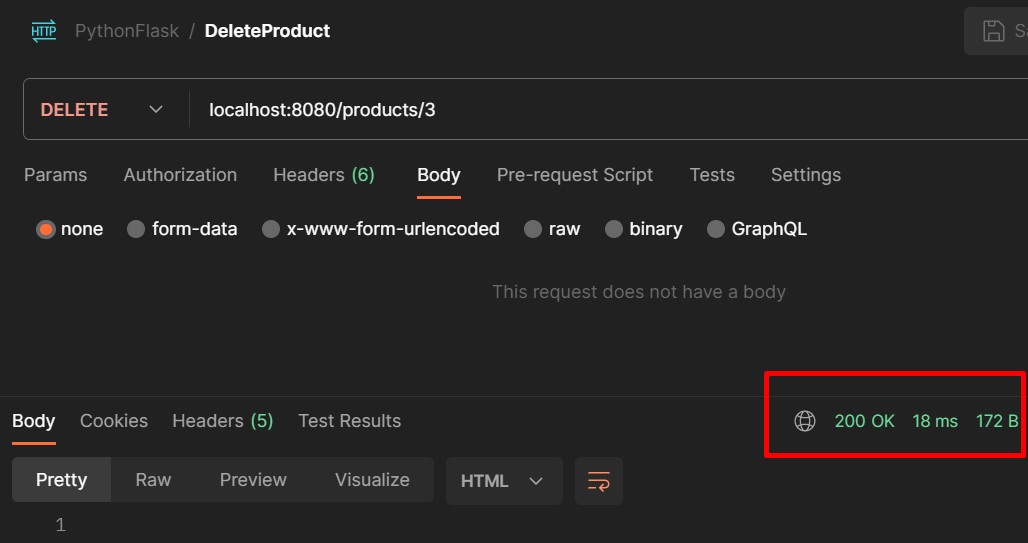 HTTP PythonFlask / DeleteProduct
DELETE localhost:8080/products/3
Params Authorization Headers (6) Body Pre-request Script Tests Settings
none form-data x-www-form-urlencoded raw binary GraphQL
This request does not have a body
Body Cookies Headers (5) Test Results 200 OK 18 ms 172 B
Pretty Raw Preview Visualize HTML
1